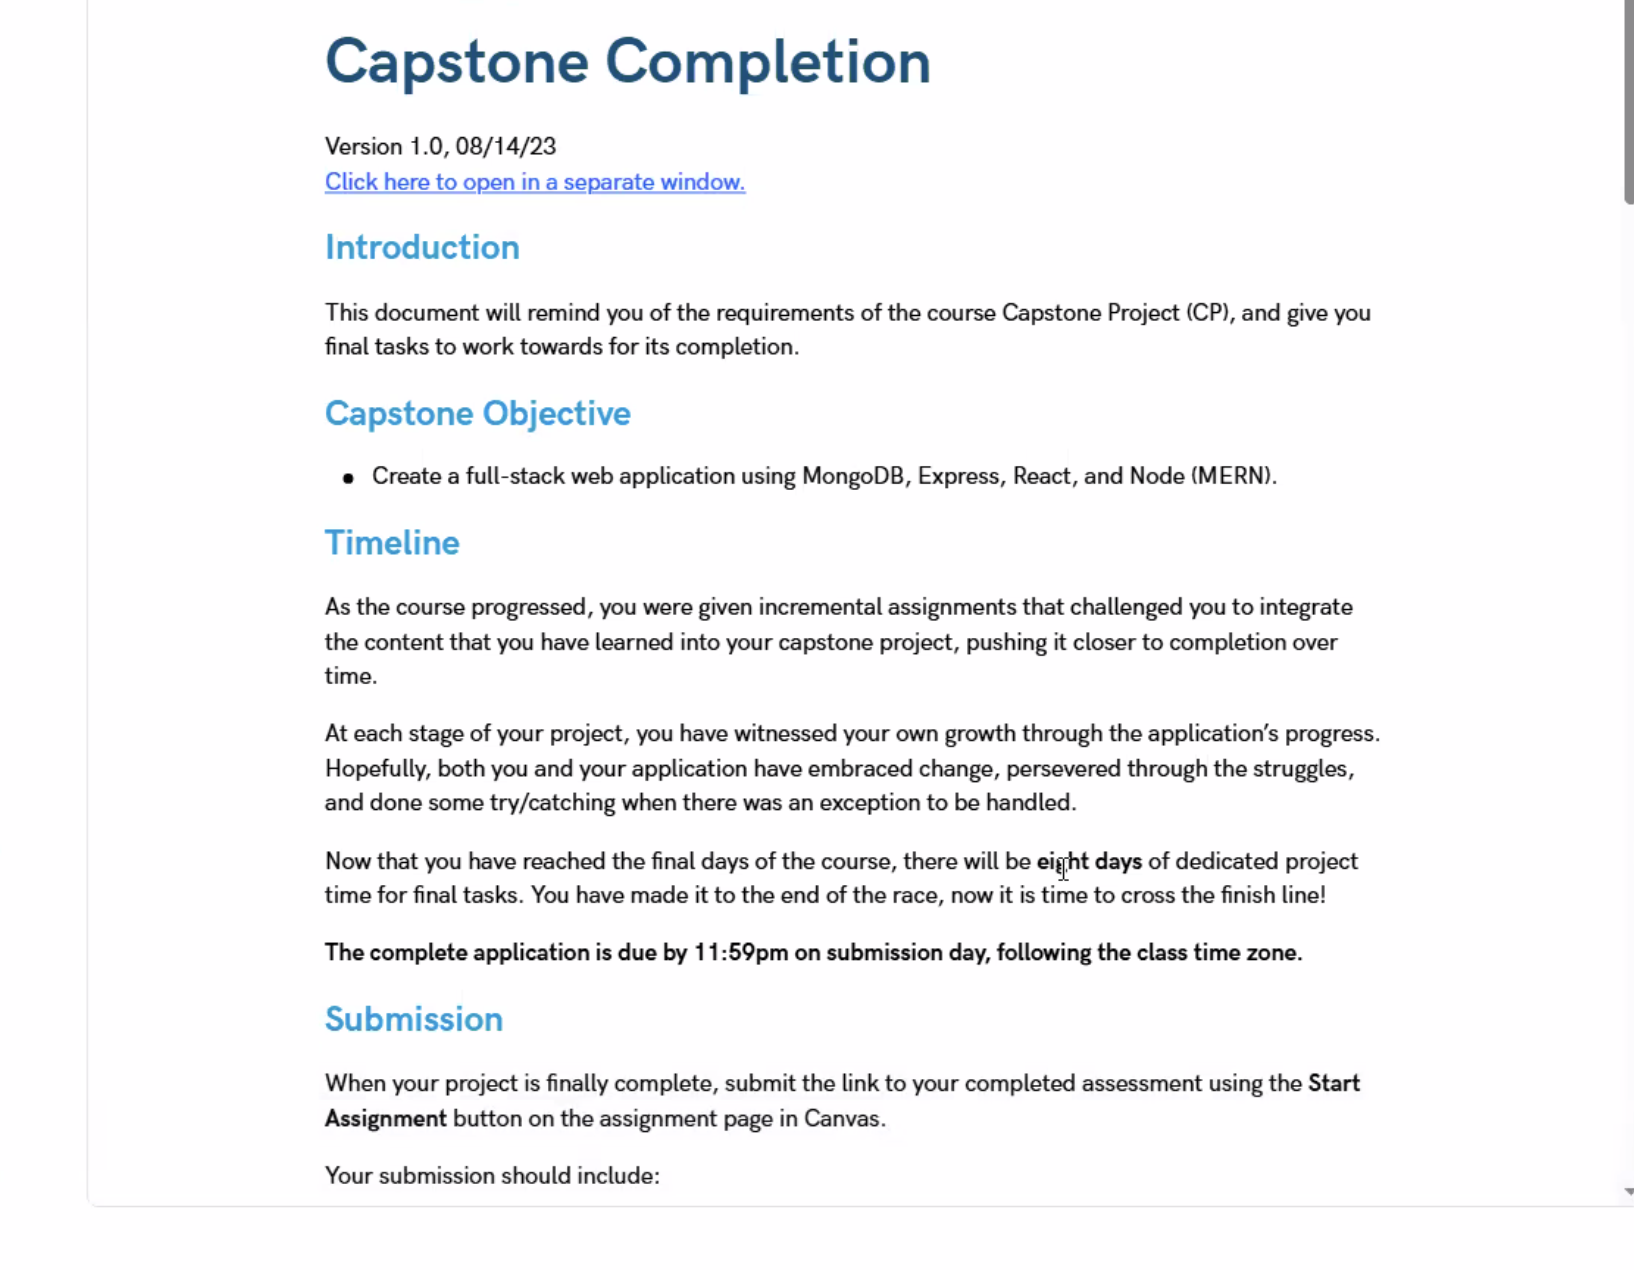 Capstone Completion
Version 1.0, 08/14/23
Click here to open in a separate window.
Introduction
This document will remind you of the requirements of the course Capstone Project (CP), and give you
final tasks to work towards for its completion.
Capstone Objective
• Create a full-stack web application using MongoDB, Express, React, and Node (MERN).
Timeline
As the course progressed, you were given incremental assignments that challenged you to integrate
the content that you have learned into your capstone project, pushing it closer to completion over
time.
At each stage of your project, you have witnessed your own growth through the application’s progress.
Hopefully, both you and your application have embraced change, persevered through the struggles,
and done some try/catching when there was an exception to be handled.
Now that you have reached the final days of the course, there will be eight days of dedicated project
time for final tasks. You have made it to the end of the race, now it is time to cross the finish line!
The complete application is due by 11:59pm on submission day, following the class time zone.
Submission
When your project is finally complete, submit the link to your completed assessment using the Start
Assignment button on the assignment page in Canvas.
Your submission should include: